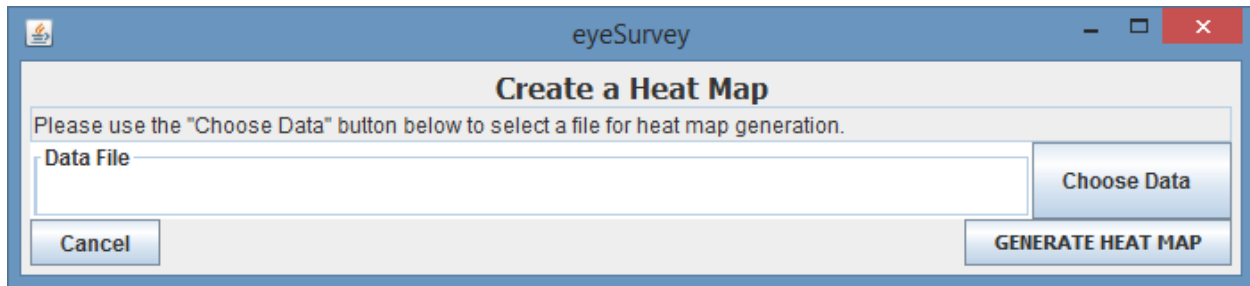 eyeSurvey
Create a Heat Map
Please use the "Choose Data" button below to select a file for heat map generation.
Data File
Choose Data
Cancel
GENERATE HEAT MAP